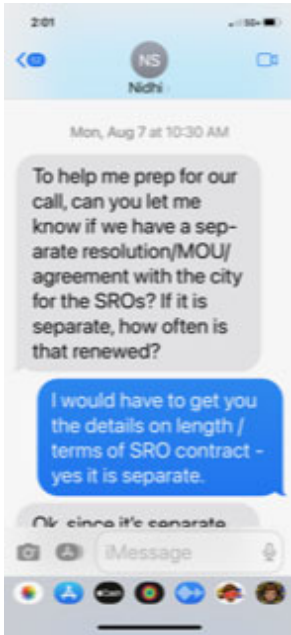 2:01
5G+
NS
Nidhi
Mon, Aug 7 at 10:30 AM
To help me prep for our
call, can you let me
know if we have a sep-
arate resolution/MOU/
agreement with the city
for the SROs? If it is
separate, how often is
that renewed?
I would have to get you
the details on length /
terms of SRO contract -
yes it is separate.
Ok, since it's separate
iMessage